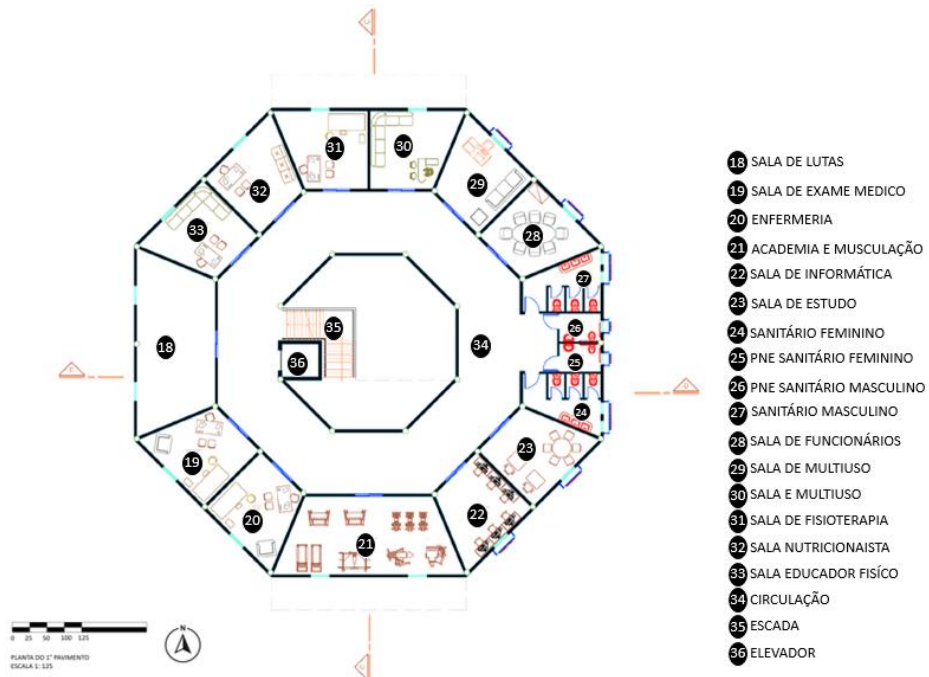 31
30
32
29
33
28
27
35
26
18
36
34
25
24
19
23
20
21
22
18 SALA DE LUTAS
19 SALA DE EXAME MEDICO
20 ENFERMERIA
21 ACADEMIA E MUSCULAÇÃO
22 SALA DE INFORMÁTICA
23 SALA DE ESTUDO
24 SANITÁRIO FEMININO
25 PNE SANITÁRIO FEMININO
26 PNE SANITÁRIO MASCULINO
27 SANITÁRIO MASCULINO
28 SALA DE FUNCIONÁRIOS
29 SALA DE MULTIUSO
30 SALA E MULTIUSO
31 SALA DE FISIOTERAPIA
32 SALA NUTRICIONAISTA
33 SALA EDUCADOR FISÍCO
34 CIRCULAÇÃO
35 ESCADA
36 ELEVADOR
0 25 50 100 125
N
PLANTA DO 1° PAVIMENTO
ESCALA 1: 125